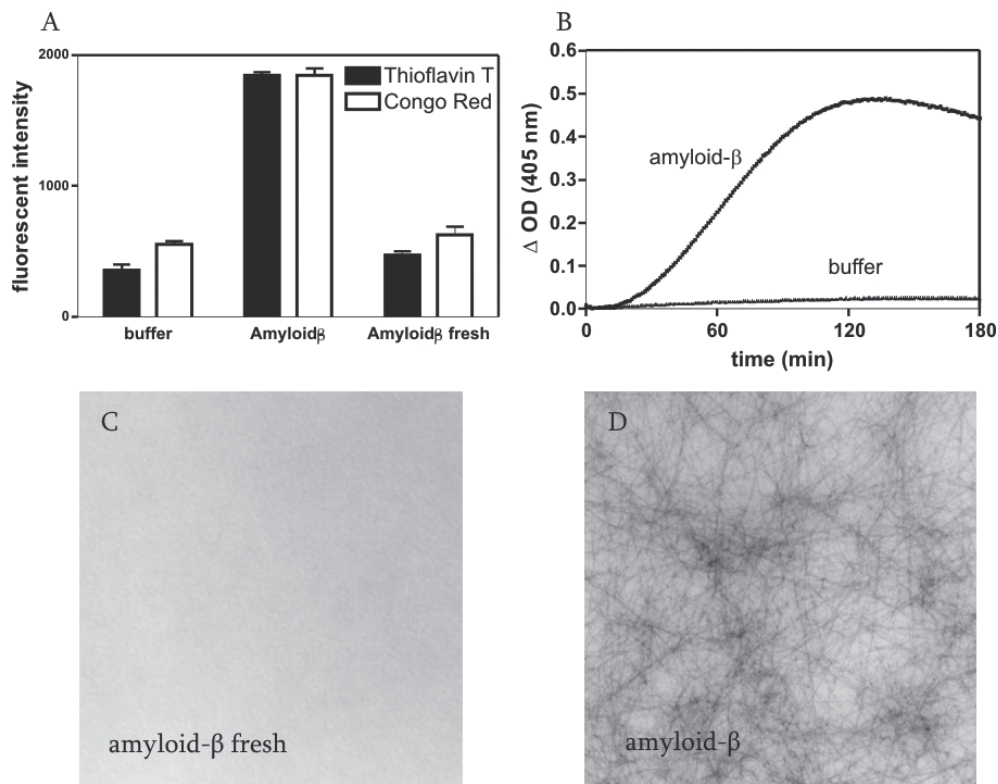 A
2000
1000
0
fluorescent intensity
Thioflavin T
Congo Red
buffer
Amyloidβ
Amyloidβ fresh
B
0.6
0.5
0.4
0.3
0.2
0.1
0.0
Δ OD (405 nm)
amyloid-β
buffer
0
60
120
180
time (min)
C
amyloid-β fresh
D
amyloid-β